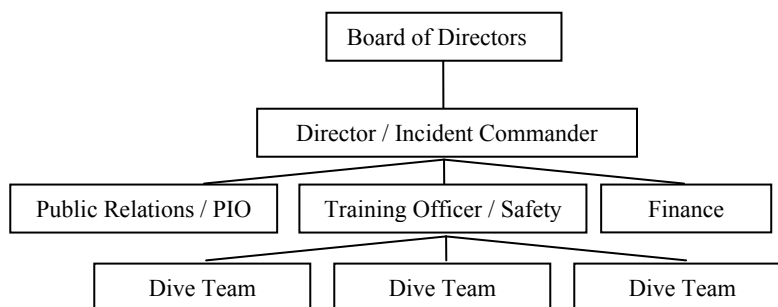 Board of Directors
Director / Incident Commander
Public Relations / PIO
Training Officer / Safety
Finance
Dive Team
Dive Team
Dive Team